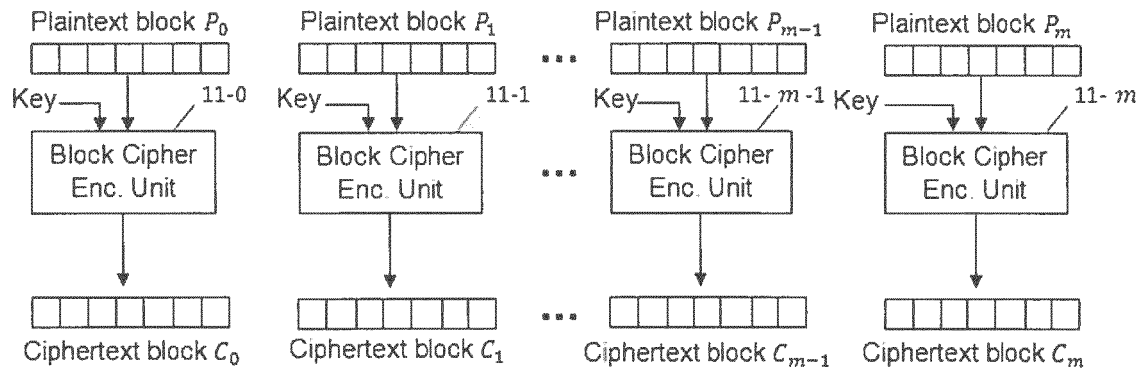 Plaintext block P₀
Plaintext block P₁
Plaintext block Pₘ₋₁
Plaintext block Pₘ
...
Key
11-0
Key
11-1
Key
11- m -1
Key
11- m
Block Cipher
Enc. Unit
Block Cipher
Enc. Unit
...
Block Cipher
Enc. Unit
Block Cipher
Enc. Unit
...
Ciphertext block C₀
Ciphertext block C₁
Ciphertext block Cₘ₋₁
Ciphertext block Cₘ